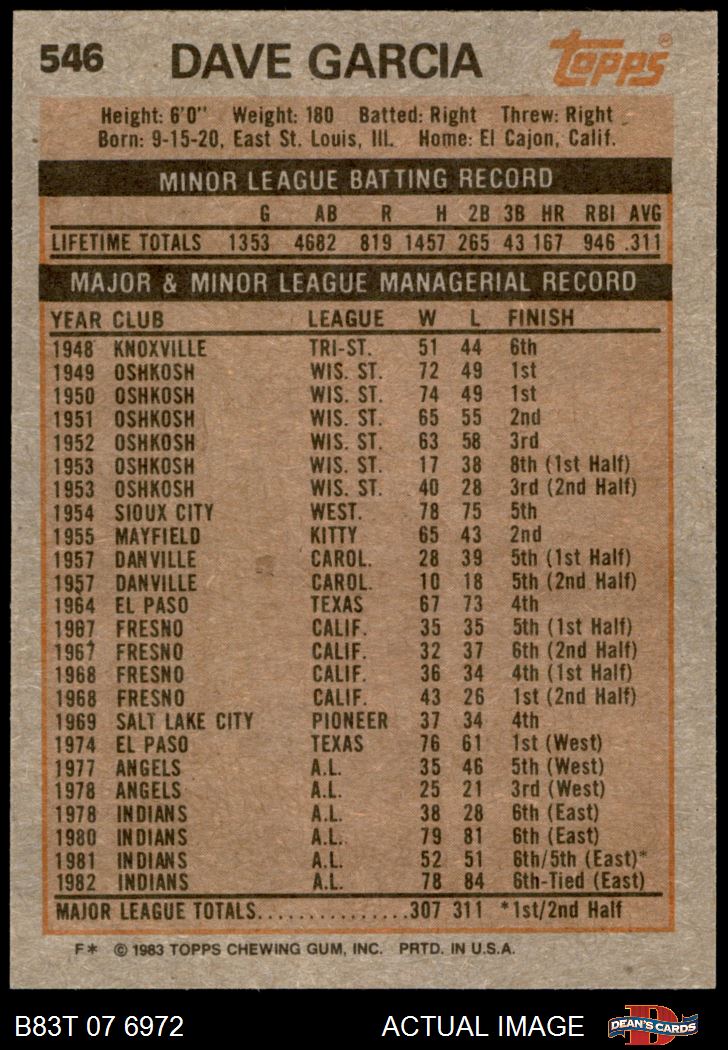 546 DAVE GARCIA Topps®
Height: 6'0" Weight: 180 Batted: Right Threw: Right
Born: 9-15-20, East St. Louis, Ill. Home: El Cajon, Calif.
MINOR LEAGUE BATTING RECORD
G AB R H 2B 3B HR RBI AVG
LIFETIME TOTALS 1353 4682 819 1457 265 43 167 946 .311
MAJOR & MINOR LEAGUE MANAGERIAL RECORD
YEAR CLUB LEAGUE W L FINISH
1948 KNOXVILLE TRI-ST. 51 44 6th
1949 OSHKOSH WIS. ST. 72 49 1st
1950 OSHKOSH WIS. ST. 74 49 1st
1951 OSHKOSH WIS. ST. 65 55 2nd
1952 OSHKOSH WIS. ST. 63 58 3rd
1953 OSHKOSH WIS. ST. 17 38 8th (1st Half)
1953 OSHKOSH WIS. ST. 40 28 3rd (2nd Half)
1954 SIOUX CITY WEST. 78 75 5th
1955 MAYFIELD KITTY 65 43 2nd
1957 DANVILLE CAROL. 28 39 5th (1st Half)
1957 DANVILLE CAROL. 10 18 5th (2nd Half)
1964 EL PASO TEXAS 67 73 4th
1967 FRESNO CALIF. 35 35 5th (1st Half)
1967 FRESNO CALIF. 32 37 6th (2nd Half)
1968 FRESNO CALIF. 36 34 4th (1st Half)
1968 FRESNO CALIF. 43 26 1st (2nd Half)
1969 SALT LAKE CITY PIONEER 37 34 4th
1974 EL PASO TEXAS 76 61 1st (West)
1977 ANGELS A.L. 35 46 5th (West)
1978 ANGELS A.L. 25 21 3rd (West)
1978 INDIANS A.L. 38 28 6th (East)
1980 INDIANS A.L. 79 81 6th (East)
1981 INDIANS A.L. 52 51 6th/5th (East)*
1982 INDIANS A.L. 78 84 6th-Tied (East)
MAJOR LEAGUE TOTALS...............307 311 *1st/2nd Half
F* © 1983 TOPPS CHEWING GUM, INC. PRTD. IN U.S.A.
B83T 07 6972 ACTUAL IMAGE DEAN'S CARDS